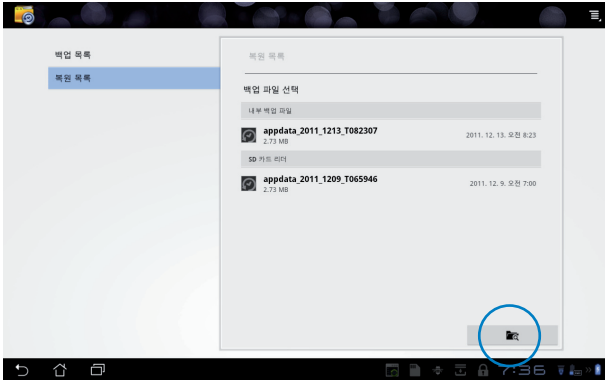 백업 목록
복원 목록
복원 목록
백업 파일 선택
내부 백업 파일
appdata_2011_1213_T082307
2011. 12. 13. 오전 8:23
2.73 MB
SD 카드 리더
appdata_2011_1209_T065946
2011. 12. 9. 오전 7:00
2.73 MB
7:36